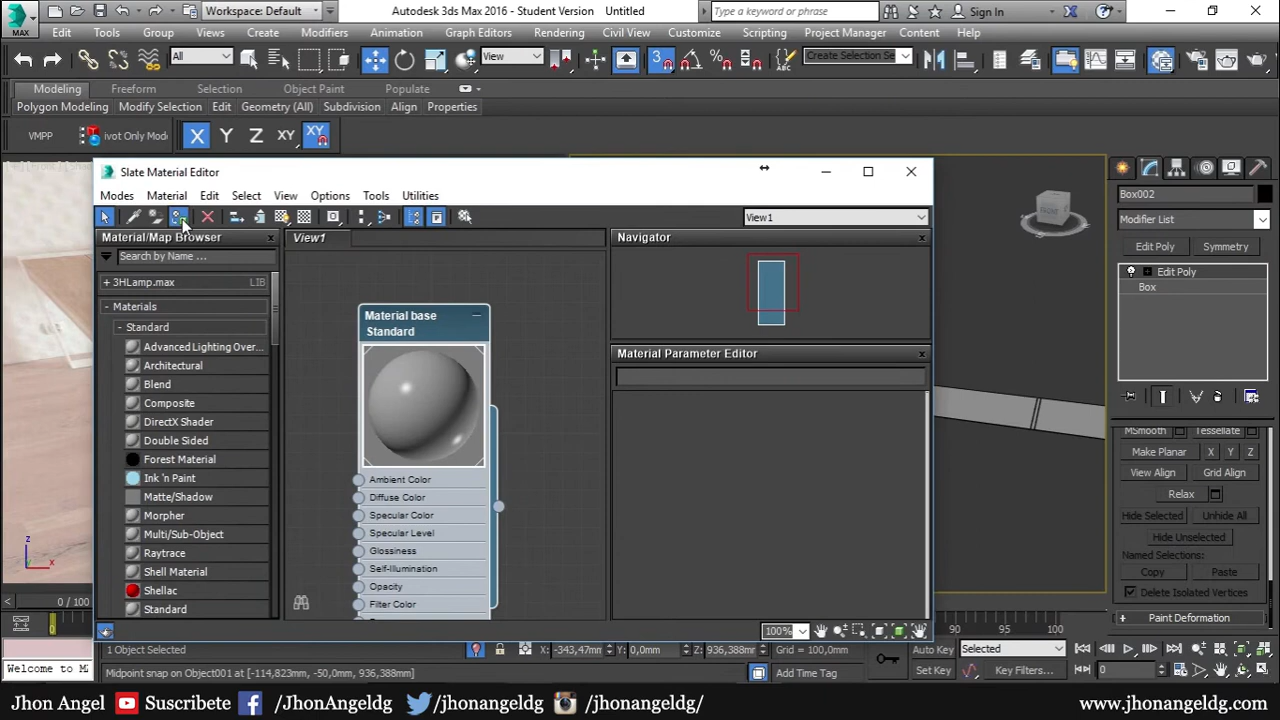 MAX
Workspace: Default
Autodesk 3ds Max 2016 - Student Version    Untitled
Type a keyword or phrase
Sign In
Edit Tools Group Views Create Modifiers Animation Graph Editors Rendering Civil View Customize Scripting Project Manager Content Help
All View 3 Create Selection Se
Modeling Freeform Selection Object Paint Populate
Polygon Modeling Modify Selection Edit Geometry (All) Subdivision Align Properties
VMPP ivot Only Mode X Y Z XY XY
Slate Material Editor
Modes Material Edit Select View Options Tools Utilities
View1
Material/Map Browser
Search by Name ...
+ 3HLamp.max LIB
- Materials
- Standard
Advanced Lighting Over...
Architectural
Blend
Composite
DirectX Shader
Double Sided
Forest Material
Ink 'n Paint
Matte/Shadow
Morpher
Multi/Sub-Object
Raytrace
Shell Material
Shellac
Standard
View1
Material base
Standard
Ambient Color
Diffuse Color
Specular Color
Specular Level
Glossiness
Self-Illumination
Opacity
Filter Color
Navigator
Material Parameter Editor
100%
FRONT
Box002
Modifier List
Edit Poly Symmetry
Edit Poly
Box
MSmooth Tessellate
Make Planar X Y Z
View Align Grid Align
Relax
Hide Selected Unhide All
Hide Unselected
Named Selections:
Copy Paste
Delete Isolated Vertices
+ Paint Deformation
z
x
0 / 100
0
90 95 100
1 Object Selected
X: -343,47mm Y: 0,0mm Z: 936,388mm Grid = 100,0mm
Auto Key Selected
Welcome to M
Midpoint snap on Object001 at [-114,823mm, -50,0mm, 936,388mm]
Add Time Tag
Set Key Key Filters... 0
Jhon Angel Suscribete /JhonAngeldg /jhonangeldg /jhonangeldg/ www.jhonangeldg.com